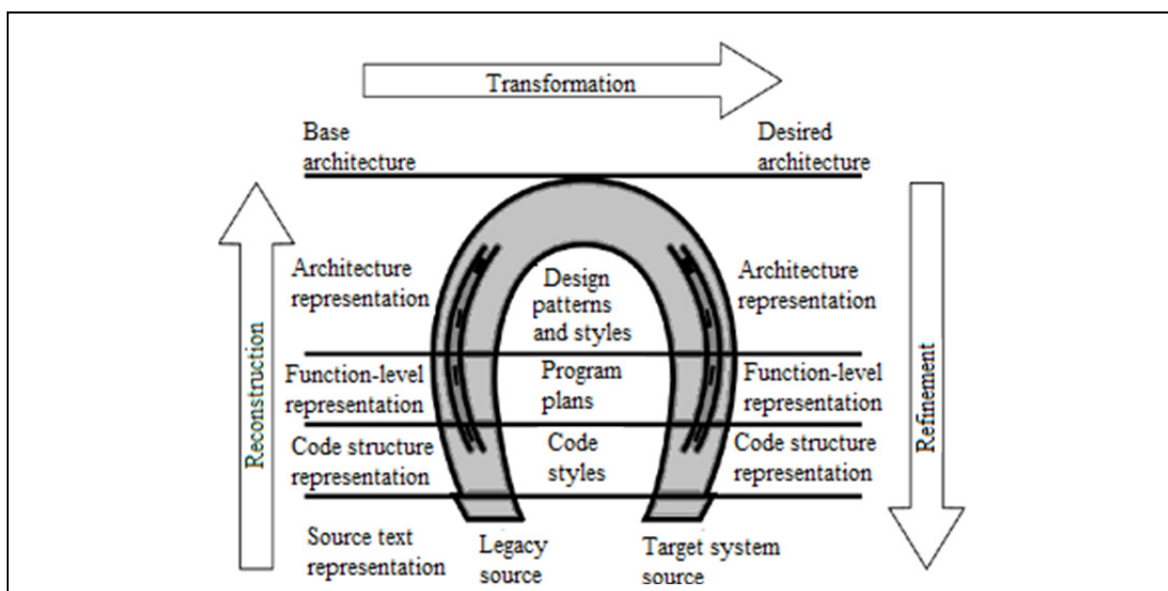 Transformation
Base
architecture
Desired
architecture
Reconstruction
Architecture
representation
Design
patterns
and styles
Architecture
representation
Function-level
representation
Program
plans
Function-level
representation
Code structure
representation
Code
styles
Code structure
representation
Refinement
Source text
representation
Legacy
source
Target system
source